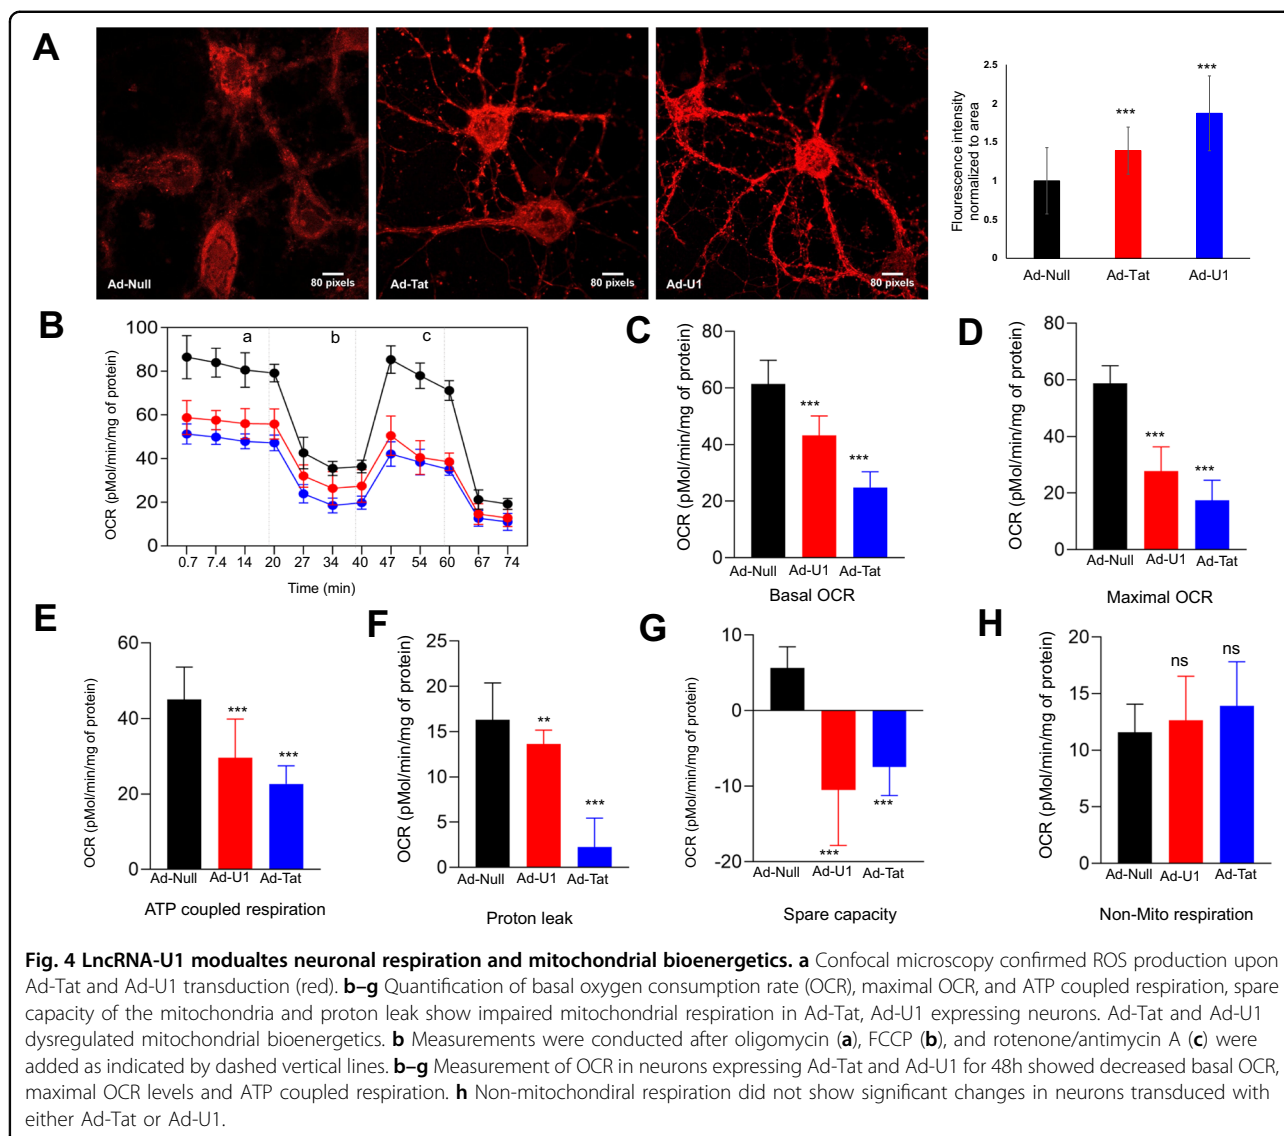 A
Ad-Null
80 pixels
Ad-Tat
80 pixels
Ad-U1
80 pixels
Flourescence intensity
normalized to area
2.5
2
1.5
1
0.5
0
***
***
Ad-Null
Ad-Tat
Ad-U1
B
OCR (pMol/min/mg of protein)
100
80
60
40
20
0
a
b
c
0.7 7.4 14 20 27 34 40 47 54 60 67 74
Time (min)
C
OCR (pMol/min/mg of protein)
80
60
40
20
0
***
***
Ad-Null Ad-U1 Ad-Tat
Basal OCR
D
OCR (pMol/min/mg of protein)
80
60
40
20
0
***
***
Ad-Null Ad-U1 Ad-Tat
Maximal OCR
E
OCR (pMol/min/mg of protein)
60
40
20
0
***
***
Ad-Null Ad-U1 Ad-Tat
ATP coupled respiration
F
OCR (pMol/min/mg of protein)
25
20
15
10
5
0
**
***
Ad-Null Ad-U1 Ad-Tat
Proton leak
G
OCR (pMol/min/mg of protein)
10
0
-10
-20
***
***
Ad-Null Ad-U1 Ad-Tat
Spare capacity
H
OCR (pMol/min/mg of protein)
20
15
10
5
0
ns
ns
Ad-Null Ad-U1 Ad-Tat
Non-Mito respiration
Fig. 4 LncRNA-U1 modualtes neuronal respiration and mitochondrial bioenergetics. a Confocal microscopy confirmed ROS production upon
Ad-Tat and Ad-U1 transduction (red). b–g Quantification of basal oxygen consumption rate (OCR), maximal OCR, and ATP coupled respiration, spare
capacity of the mitochondria and proton leak show impaired mitochondrial respiration in Ad-Tat, Ad-U1 expressing neurons. Ad-Tat and Ad-U1
dysregulated mitochondrial bioenergetics. b Measurements were conducted after oligomycin (a), FCCP (b), and rotenone/antimycin A (c) were
added as indicated by dashed vertical lines. b–g Measurement of OCR in neurons expressing Ad-Tat and Ad-U1 for 48h showed decreased basal OCR,
maximal OCR levels and ATP coupled respiration. h Non-mitochondiral respiration did not show significant changes in neurons transduced with
either Ad-Tat or Ad-U1.